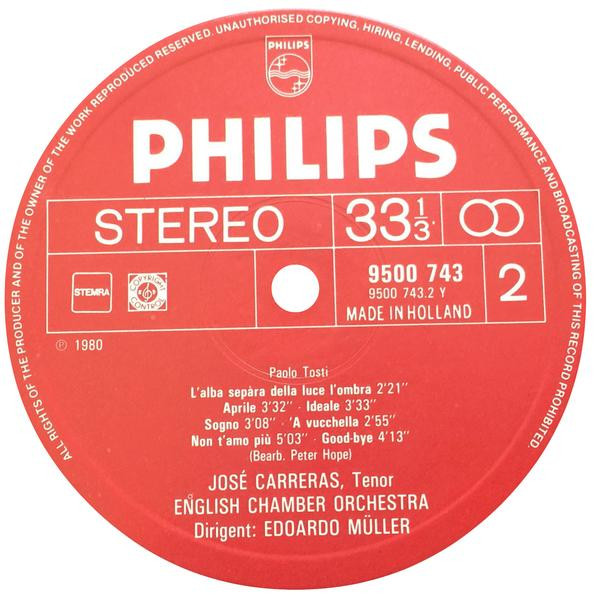 ALL RIGHTS OF THE PRODUCER AND OF THE OWNER OF THE WORK REPRODUCED RESERVED. UNAUTHORISED COPYING, HIRING, LENDING, PUBLIC PERFORMANCE AND BROADCASTING OF THIS RECORD PROHIBITED.
PHILIPS
PHILIPS
STEREO 33 1/3
STEMRA
COPYRIGHT CONTROL
9500 743
9500 743.2 Y
MADE IN HOLLAND
2
℗ 1980
Paolo Tosti
L'alba sepàra della luce l'ombra 2'21"
Aprile 3'32" · Ideale 3'33"
Sogno 3'08" · 'A vucchella 2'55"
Non t'amo più 5'03" · Good-bye 4'13"
(Bearb. Peter Hope)
JOSÉ CARRERAS, Tenor
ENGLISH CHAMBER ORCHESTRA
Dirigent: EDOARDO MÜLLER